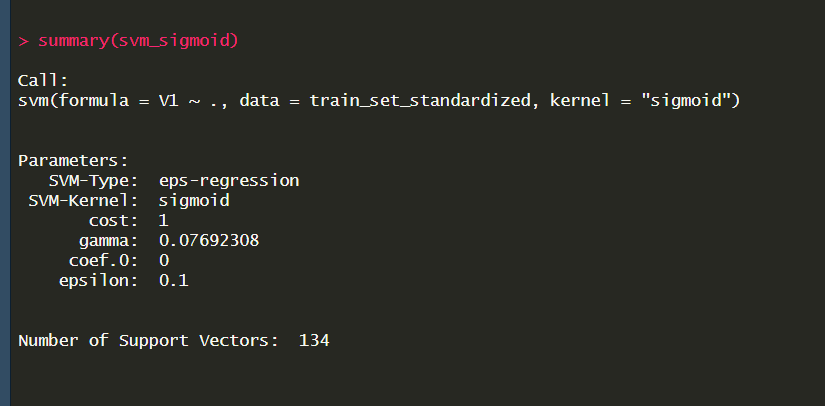 > summary(svm_sigmoid)
Call:
svm(formula = V1 ~ ., data = train_set_standardized, kernel = "sigmoid")
Parameters:
SVM-Type:  eps-regression
SVM-Kernel:  sigmoid
cost:  1
gamma:  0.07692308
coef.0:  0
epsilon:  0.1
Number of Support Vectors:  134